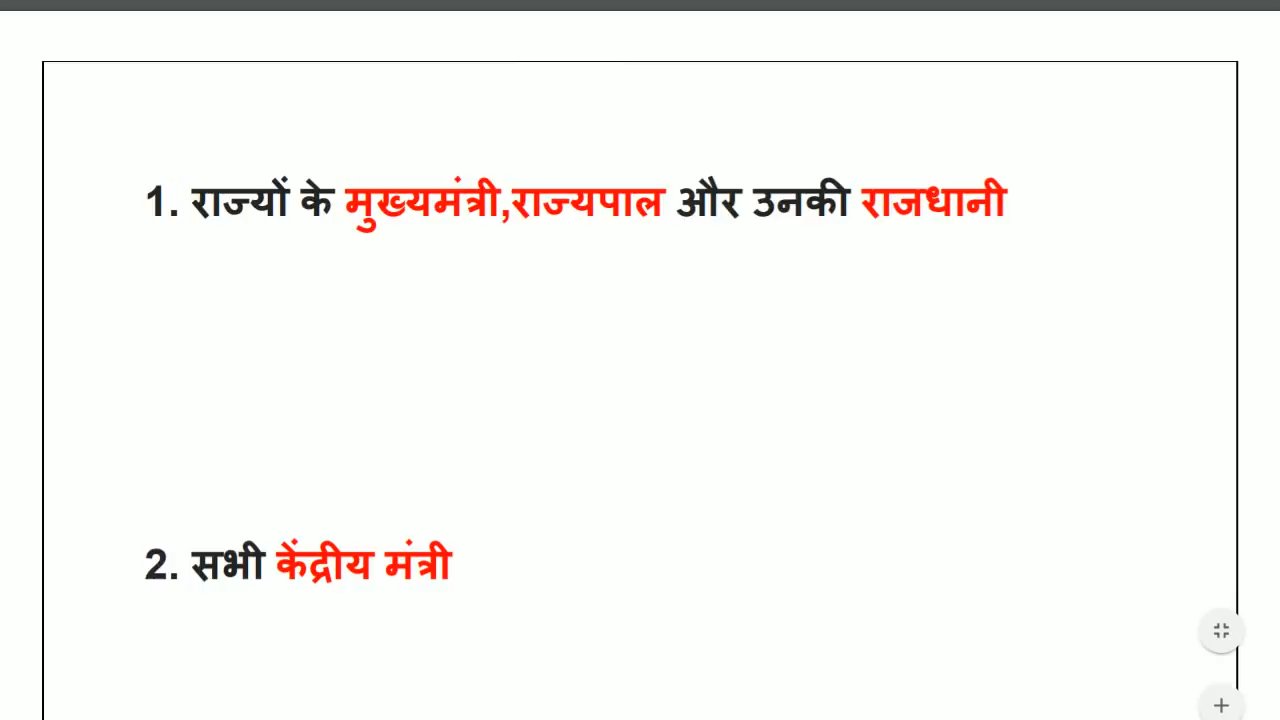 1. राज्यों के मुख्यमंत्री,राज्यपाल और उनकी राजधानी
2. सभी केंद्रीय मंत्री